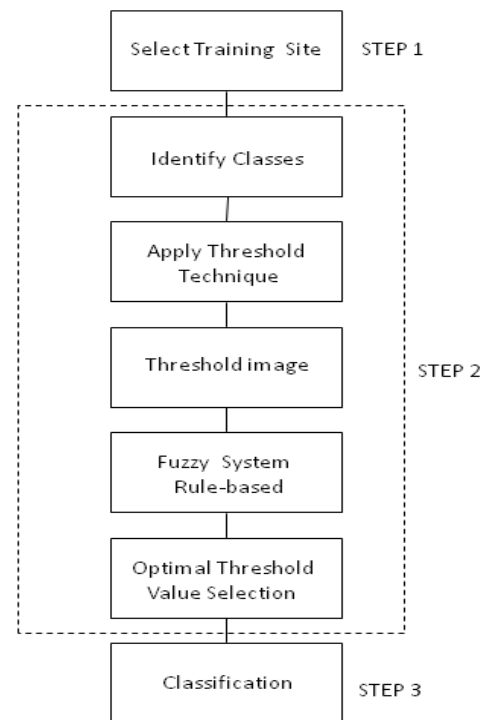 Select Training Site
STEP 1
Identify Classes
Apply Threshold
Technique
Threshold image
STEP 2
Fuzzy System
Rule-based
Optimal Threshold
Value Selection
Classification
STEP 3